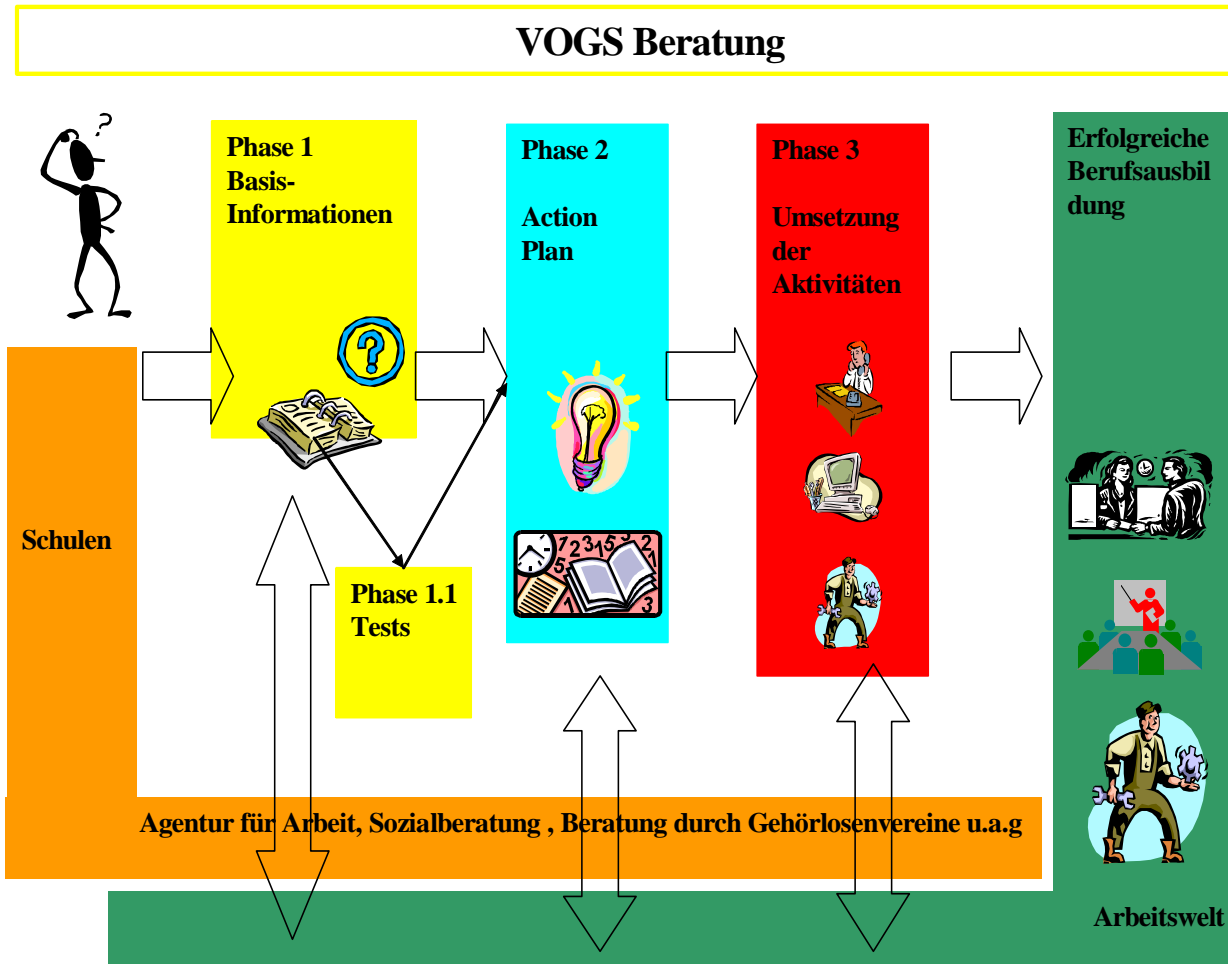 VOGS Beratung
?
Phase 1
Basis-
Informationen
?
Phase 2
Action
Plan
Phase 3
Umsetzung
der
Aktivitäten
Erfolgreiche
Berufsausbil
dung
Schulen
Phase 1.1
Tests
Agentur für Arbeit, Sozialberatung , Beratung durch Gehörlosenvereine u.a.g
Arbeitswelt